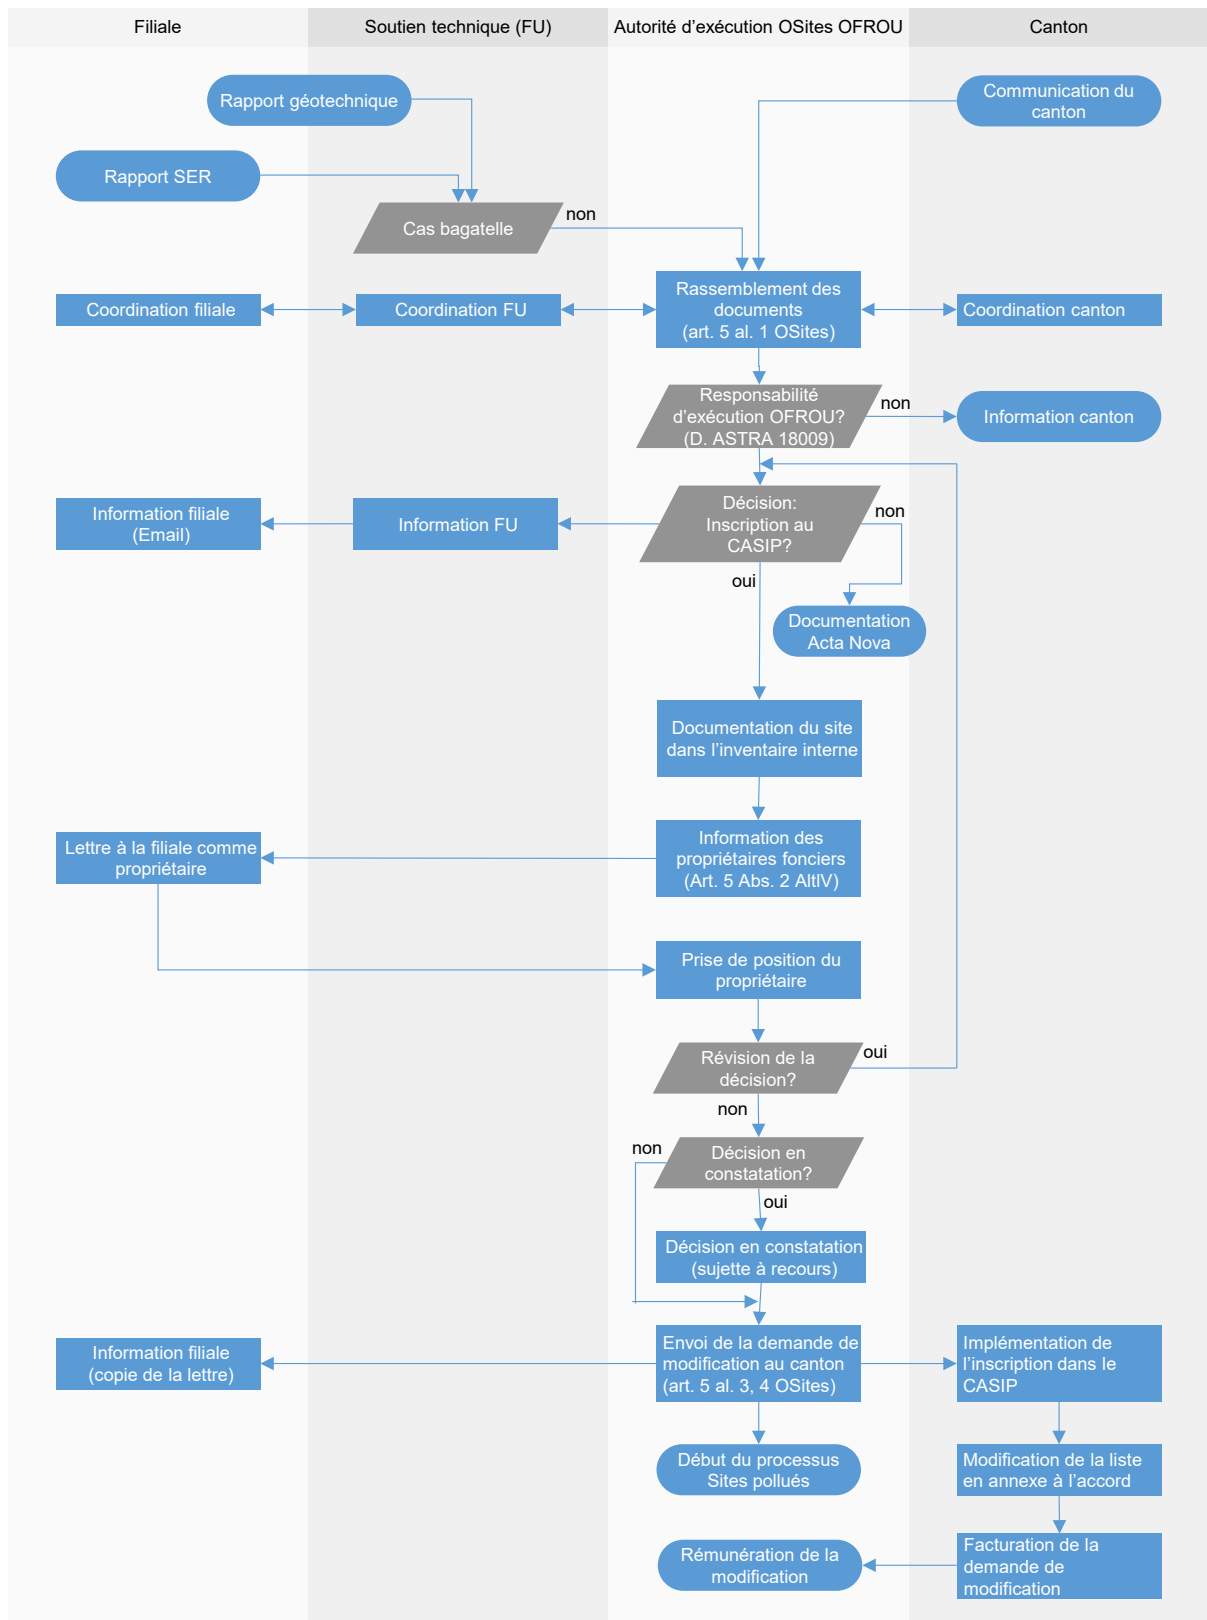 Filiale
Soutien technique (FU)
Autorité d'exécution OSites OFROU
Canton
Rapport géotechnique
Communication du
canton
Rapport SER
Cas bagatelle
non
Coordination filiale
Coordination FU
Rassemblement des
documents
(art. 5 al. 1 OSites)
Coordination canton
Responsabilité
d'exécution OFROU?
(D. ASTRA 18009)
non
Information canton
Information filiale
(Email)
Information FU
Décision:
Inscription au
CASIP?
non
oui
Documentation
Acta Nova
Documentation du site
dans l'inventaire interne
Lettre à la filiale comme
propriétaire
Information des
propriétaires fonciers
(Art. 5 Abs. 2 AltlV)
Prise de position du
propriétaire
Révision de la
décision?
oui
non
non
Décision en
constatation?
oui
Décision en constatation
(sujette à recours)
Information filiale
(copie de la lettre)
Envoi de la demande de
modification au canton
(art. 5 al. 3, 4 OSites)
Implémentation de
l'inscription dans le
CASIP
Début du processus
Sites pollués
Modification de la liste
en annexe à l'accord
Rémunération de la
modification
Facturation de la
demande de
modification